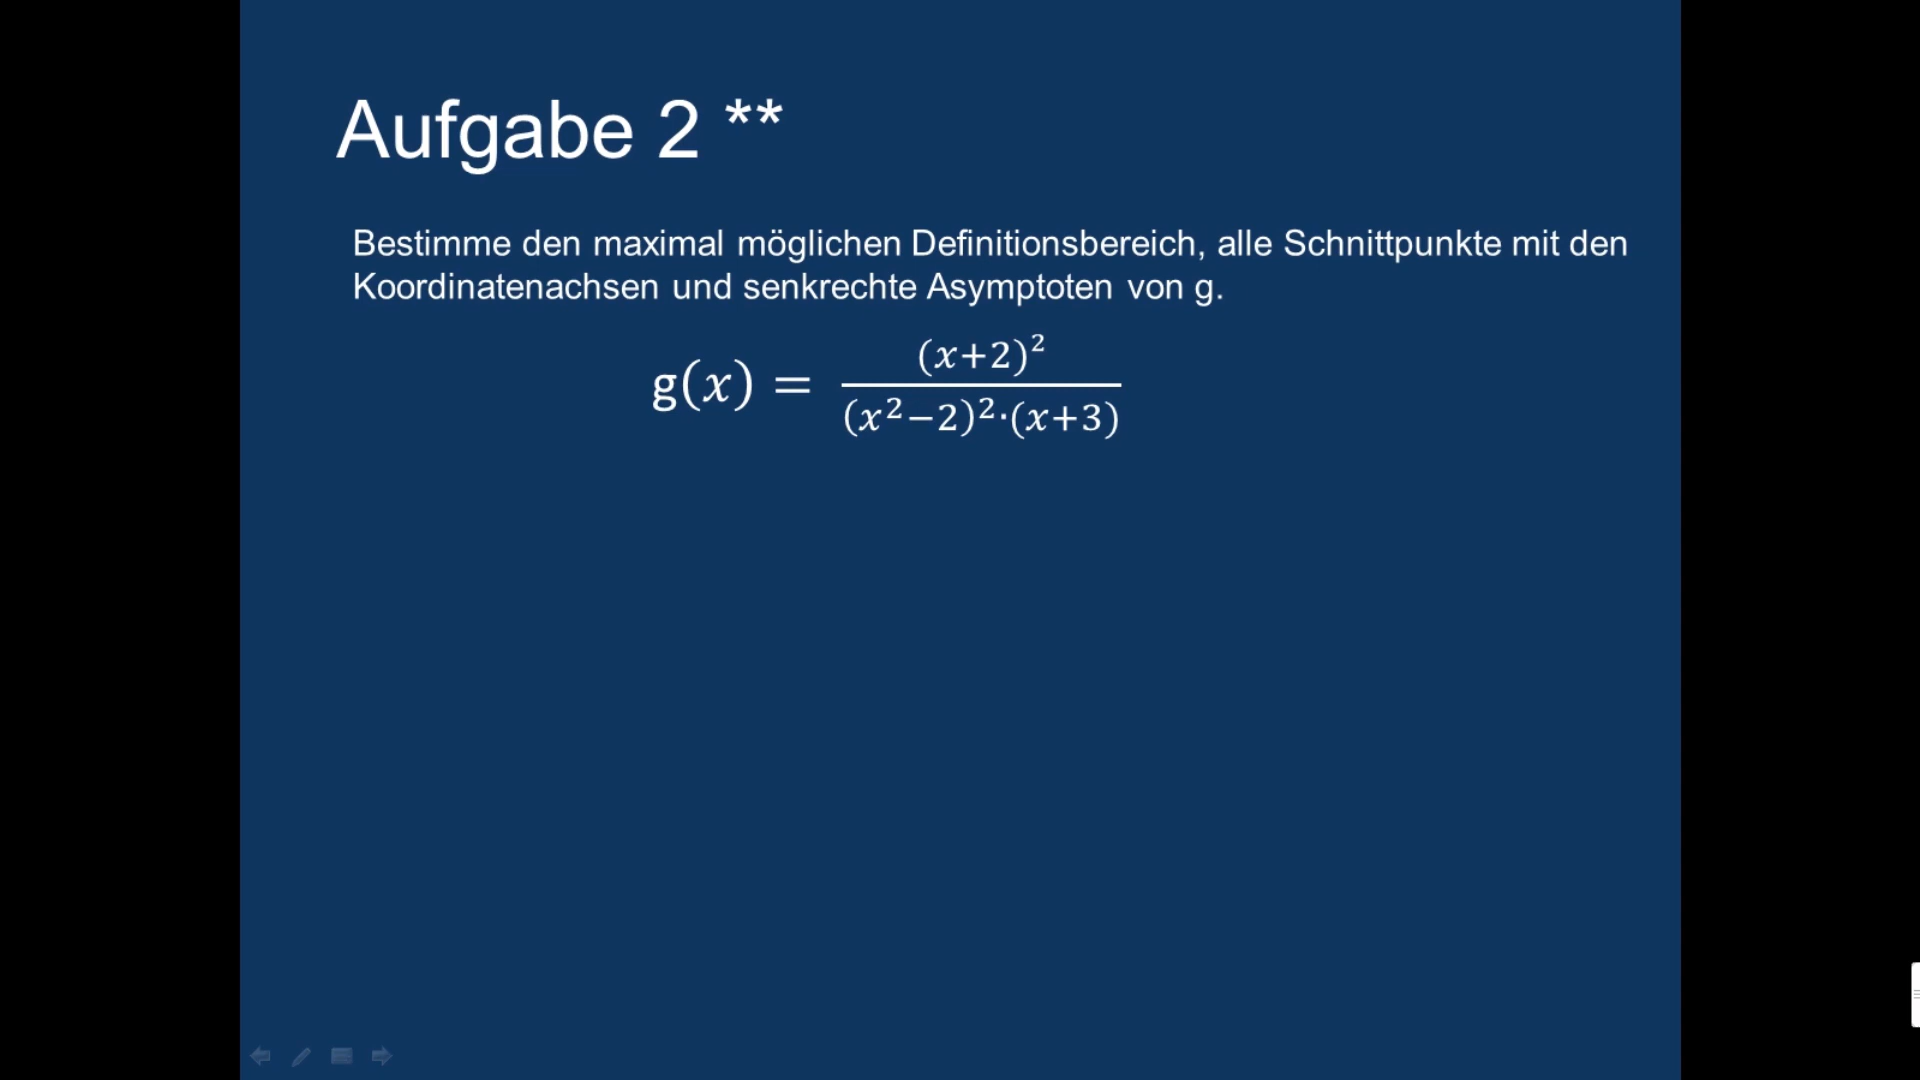 Aufgabe 2 **
Bestimme den maximal möglichen Definitionsbereich, alle Schnittpunkte mit den
Koordinatenachsen und senkrechte Asymptoten von g.
g(x) = (x+2)² / (x²−2)²·(x+3)